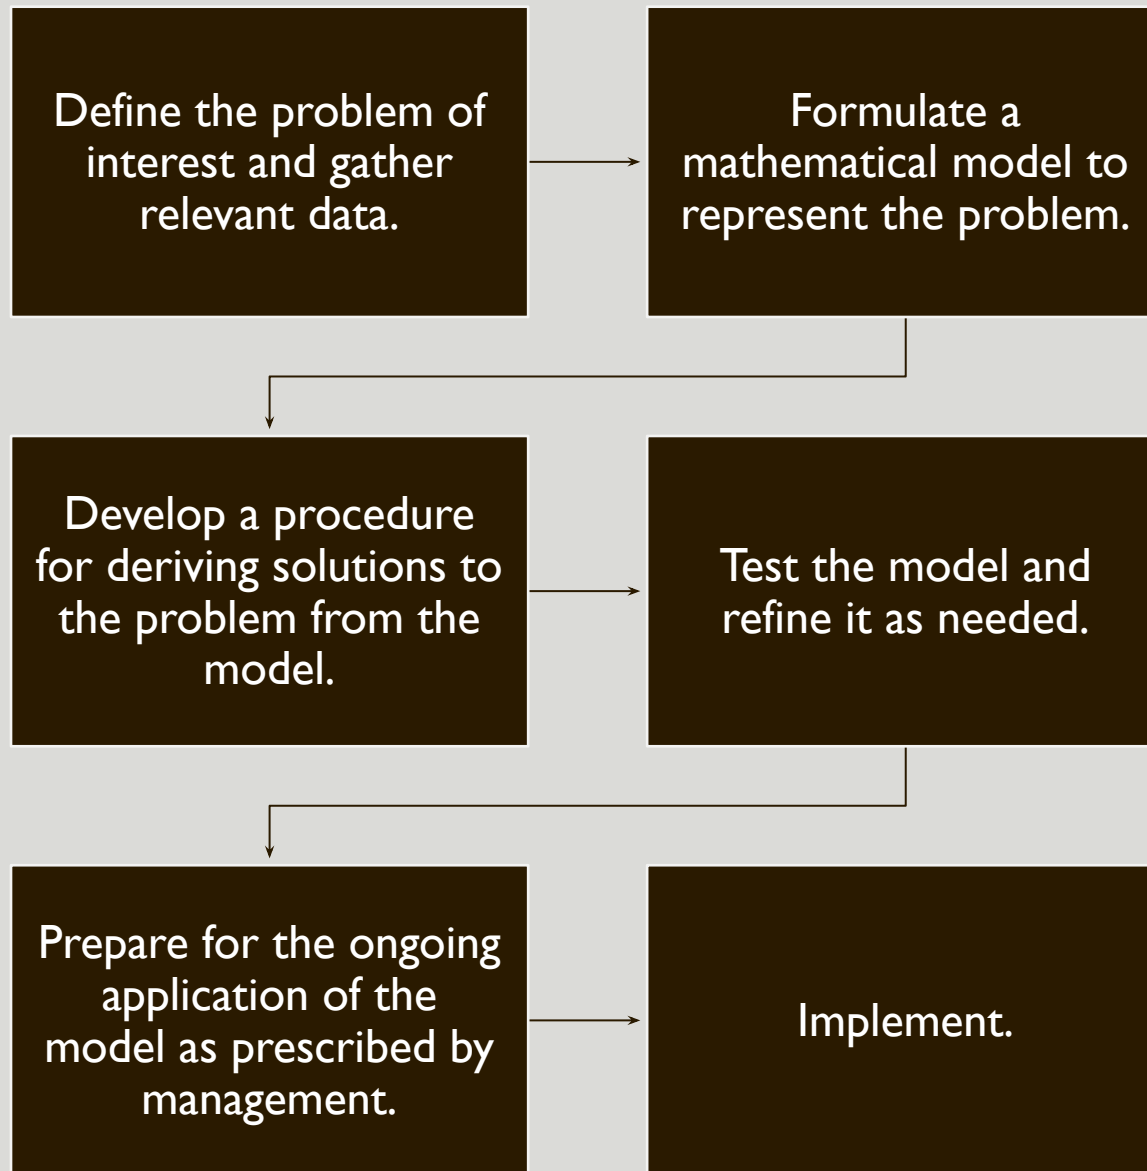 Define the problem of
interest and gather
relevant data.
Formulate a
mathematical model to
represent the problem.
Develop a procedure
for deriving solutions to
the problem from the
model.
Test the model and
refine it as needed.
Prepare for the ongoing
application of the
model as prescribed by
management.
Implement.